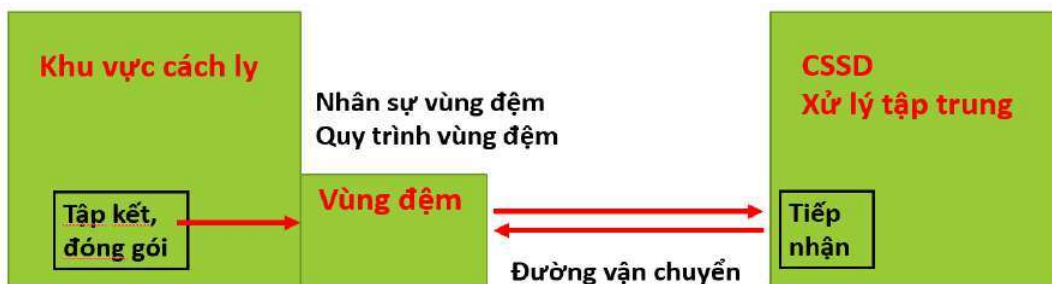 Khu vực cách ly
Tập kết,
đóng gói
Nhân sự vùng đệm
Quy trình vùng đệm
Vùng đệm
Đường vận chuyển
CSSD
Xử lý tập trung
Tiếp
nhận